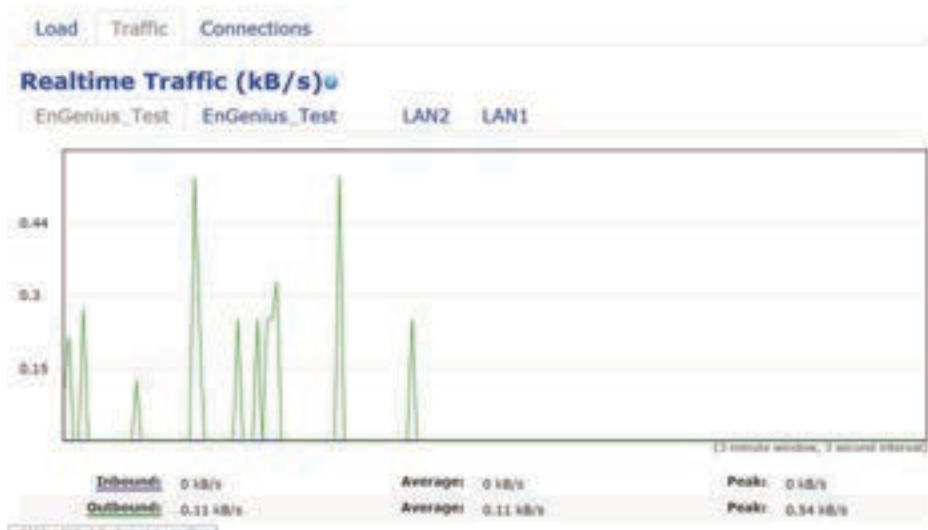 Load Traffic Connections
Realtime Traffic (kB/s)
EnGenius_Test EnGenius_Test LAN2 LAN1
0.44
0.3
0.15
(3 minute window, 3 second interval)
Inbound: 0 kB/s Average: 0 kB/s Peak: 0 kB/s
Outbound: 0.11 kB/s Average: 0.11 kB/s Peak: 0.54 kB/s